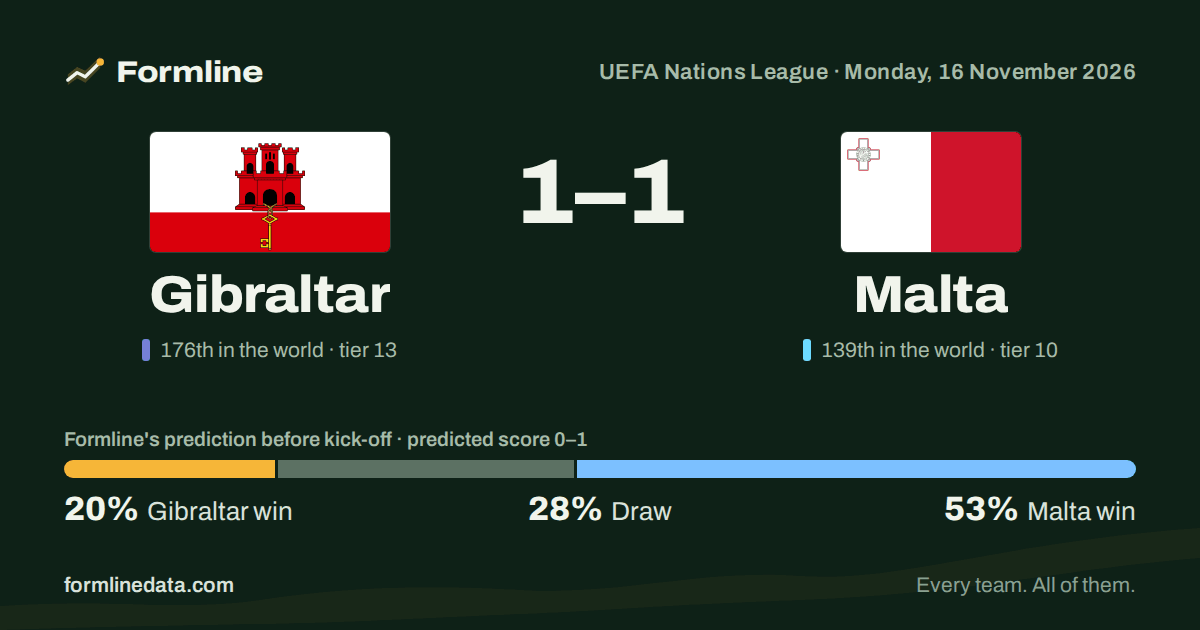 Formline
UEFA Nations League · Monday, 16 November 2026
1–1
Gibraltar
Malta
176th in the world · tier 13
139th in the world · tier 10
Formline's prediction before kick-off · predicted score 0–1
20% Gibraltar win
28% Draw
53% Malta win
formlinedata.com
Every team. All of them.